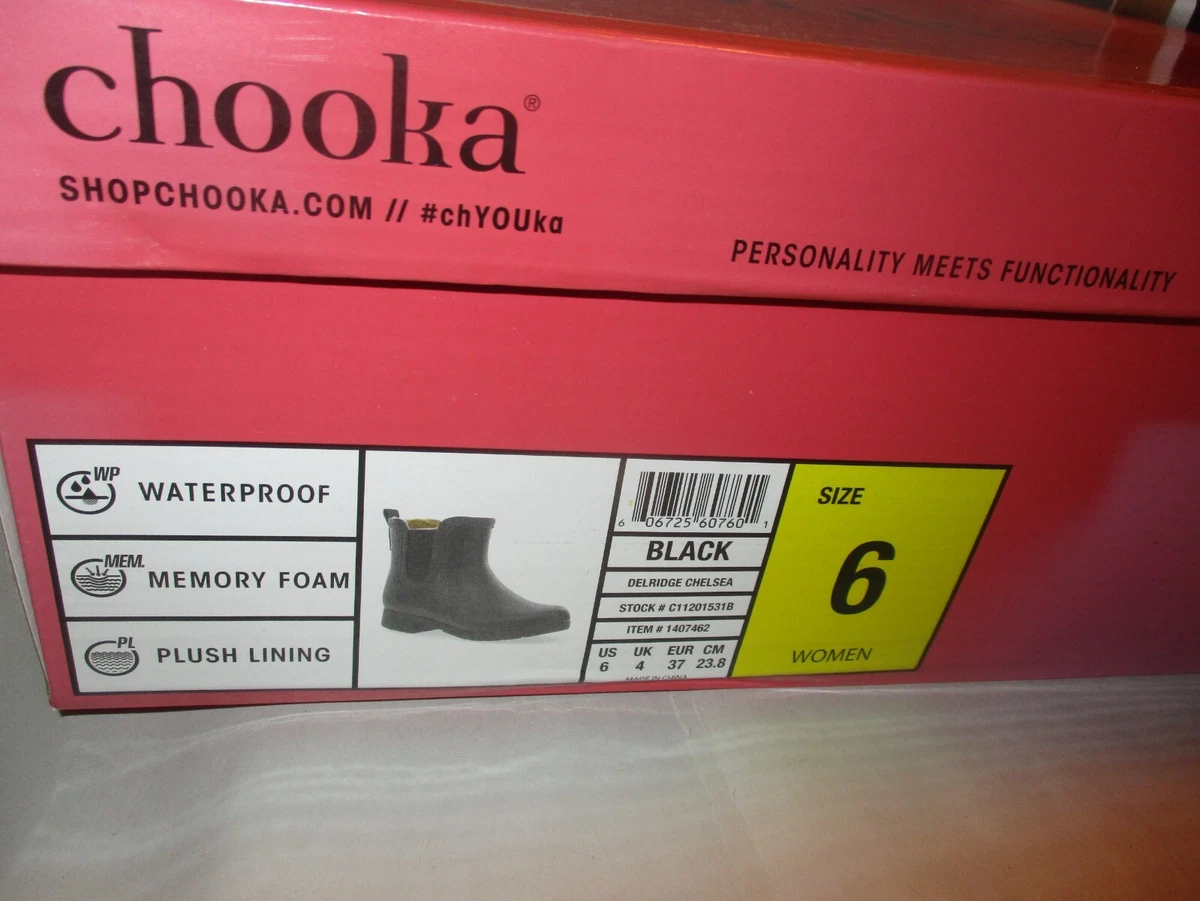 chooka®
SHOPCHOOKA.COM // #chYOUka
PERSONALITY MEETS FUNCTIONALITY
WP WATERPROOF
MEM. MEMORY FOAM
PL PLUSH LINING
6 06725 60760 1
BLACK
DELRIDGE CHELSEA
STOCK # C11201531B
ITEM # 1407462
US UK EUR CM
6 4 37 23.8
MADE IN CHINA
SIZE
6
WOMEN